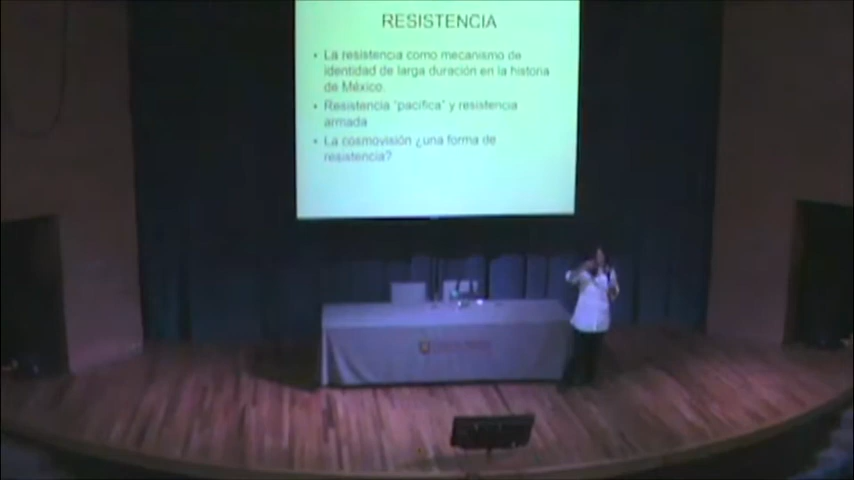 RESISTENCIA
• La resistencia como mecanismo de
identidad de larga duración en la historia
de México.
• Resistencia "pacífica" y resistencia
armada
• La cosmovisión ¿una forma de
resistencia?